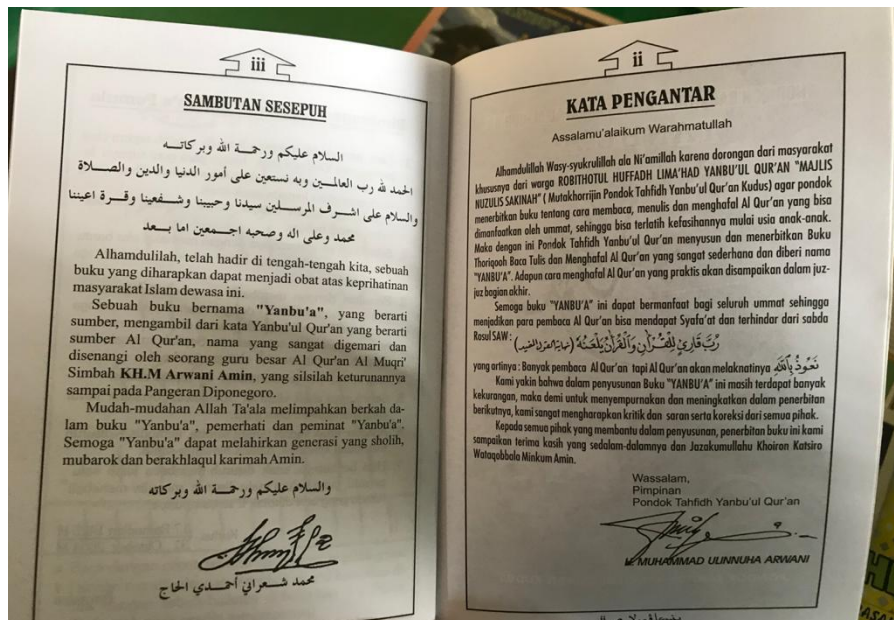 ii
KATA PENGANTAR
Assalamu'alaikum Warahmatullah
Alhamdulillah Wasy-syukrulillah ala Ni'amillah karena dorongan dari masyarakat
khususnya dari warga ROBITHOTUL HUFFADH LIMA'HAD YANBU'UL QUR'AN "MAJLIS
NUZULIS SAKINAH" ( Mutakhorrijin Pondok Tahfidh Yanbu'ul Qur'an Kudus) agar pondok
menerbitkan buku tentang cara membaca, menulis dan menghafal Al Qur'an yang bisa
dimanfaatkan oleh ummat, sehingga bisa terlatih kefasihannya mulai usia anak-anak.
Maka dengan ini Pondok Tahfidh Yanbu'ul Qur'an menyusun dan menerbitkan Buku
Thoriqoh Baca Tulis dan Menghafal Al Qur'an yang sangat sederhana dan diberi nama
"YANBU'A". Adapun cara menghafal Al Qur'an yang praktis akan disampaikan dalam juz-
juz bagian akhir.
Semoga buku "YANBU'A" ini dapat bermanfaat bagi seluruh ummat sehingga
menjadikan para pembaca Al Qur'an bisa mendapat Syafa'at dan terhindar dari sabda
Rasul SAW :
رُبَّ قَارِئٍ لِلْقُرْاٰنِ وَالْقُرْاٰنُ يَلْعَنُهُ (نهاية القول المفيد)
yang artinya : Banyak pembaca Al Qur'an tapi Al Qur'an akan melaknatinya نَعُوذُ بِاللّٰهِ
Kami yakin bahwa dalam penyusunan Buku "YANBU'A" ini masih terdapat banyak
kekurangan, maka demi untuk menyempurnakan dan meningkatkan dalam penerbitan
berikutnya, kami sangat mengharapkan kritik dan saran serta koreksi dari semua pihak.
Kepada semua pihak yang membantu dalam penyusunan, penerbitan buku ini kami
sampaikan terima kasih yang sedalam-dalamnya dan Jazakumullahu Khoiran Katsiro
Wataqobbala Minkum Amin.
Wassalam,
Pimpinan
Pondok Tahfidh Yanbu'ul Qur'an
MUHAMMAD ULINNUHA ARWANI
iii
SAMBUTAN SESEPUH
السلام عليكم ورحمة الله وبركاته
الحمد لله رب العالمين وبه نستعين على أمور الدنيا والدين والصلاة
والسلام على اشرف المرسلين سيدنا وحبيبنا وشفعينا وقرة اعيننا
محمد وعلى اله وصحبه اجمعين اما بعد
Alhamdulilah, telah hadir di tengah-tengah kita, sebuah
buku yang diharapkan dapat menjadi obat atas keprihatinan
masyarakat Islam dewasa ini.
Sebuah buku bernama "Yanbu'a", yang berarti
sumber, mengambil dari kata Yanbu'ul Qur'an yang berarti
sumber Al Qur'an, nama yang sangat digemari dan
disenangi oleh seorang guru besar Al Qur'an Al Muqri'
Simbah KH.M Arwani Amin, yang silsilah keturunannya
sampai pada Pangeran Diponegoro.
Mudah-mudahan Allah Ta'ala melimpahkan berkah da-
lam buku "Yanbu'a", pemerhati dan peminat "Yanbu'a".
Semoga "Yanbu'a" dapat melahirkan generasi yang sholih,
mubarok dan berakhlaqul karimah Amin.
والسلام عليكم ورحمة الله وبركاته
محمد شعراني أحمدي الحاج